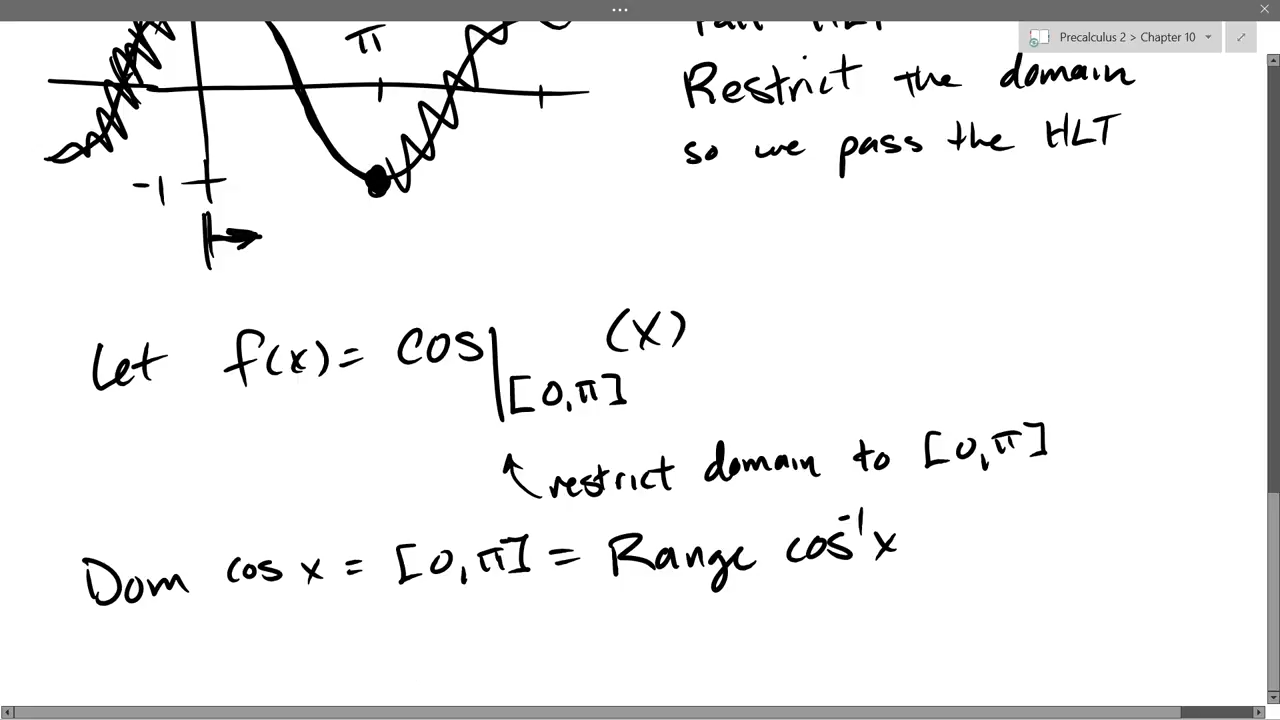 ...
Precalculus 2 > Chapter 10
π
Restrict the domain
so we pass the HLT
-1
Let f(x) = cos|[0,π] (x)
restrict domain to [0,π]
Dom cos x = [0,π] = Range cos⁻¹ x